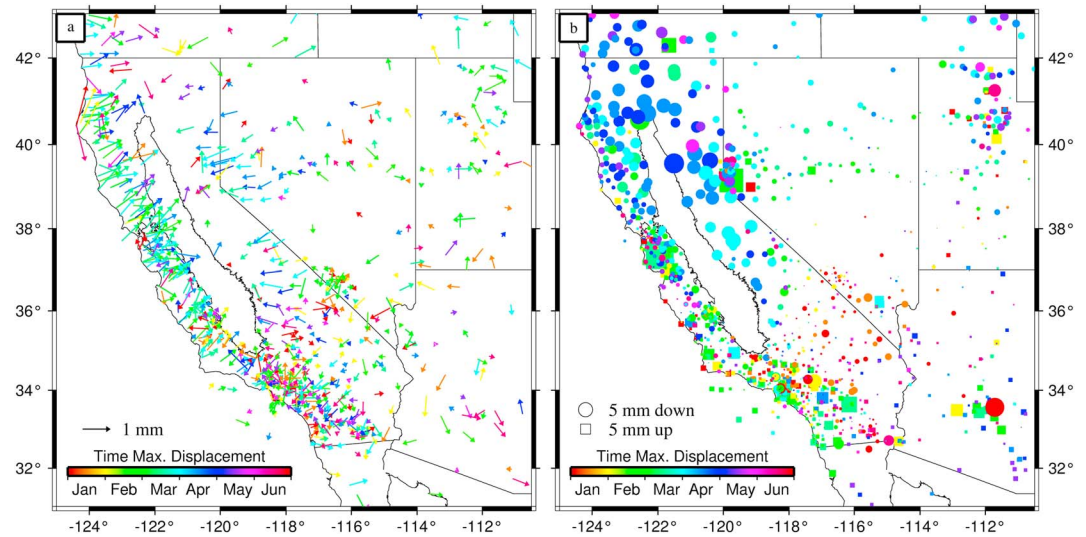 a
b
42°
40°
38°
36°
34°
32°
1 mm
Time Max. Displacement
Jan Feb Mar Apr May Jun
-124° -122° -120° -118° -116° -114° -112°
5 mm down
5 mm up
Time Max. Displacement
Jan Feb Mar Apr May Jun
42°
40°
38°
36°
34°
32°
-124° -122° -120° -118° -116° -114° -112°